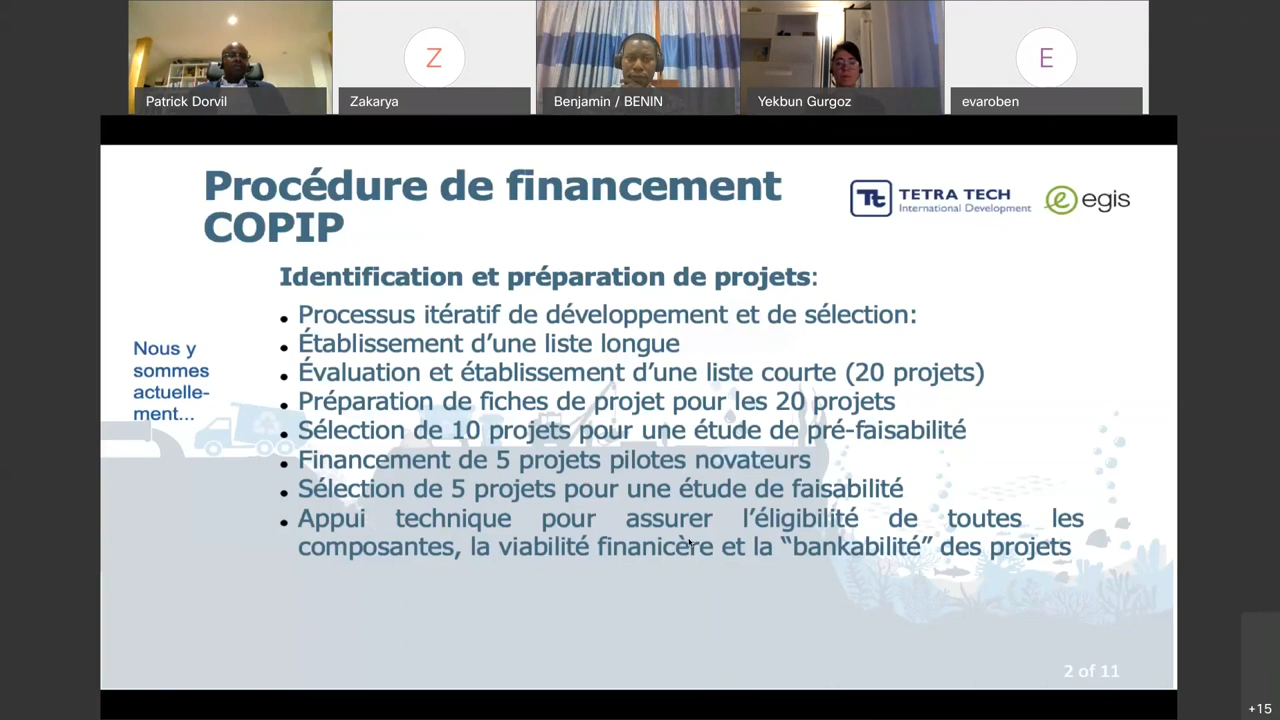 Z
E
Patrick Dorvil
Zakarya
Benjamin / BENIN
Yekbun Gurgoz
evaroben
Procédure de financement
COPIP
Tt
TETRA TECH
International Development
e
egis
Identification et préparation de projets:
Nous y
sommes
actuelle-
ment...
• Processus itératif de développement et de sélection:
• Établissement d’une liste longue
• Évaluation et établissement d’une liste courte (20 projets)
• Préparation de fiches de projet pour les 20 projets
• Sélection de 10 projets pour une étude de pré-faisabilité
• Financement de 5 projets pilotes novateurs
• Sélection de 5 projets pour une étude de faisabilité
• Appui technique pour assurer l’éligibilité de toutes les
composantes, la viabilité finanicère et la “bankabilité” des projets
2 of 11
+15